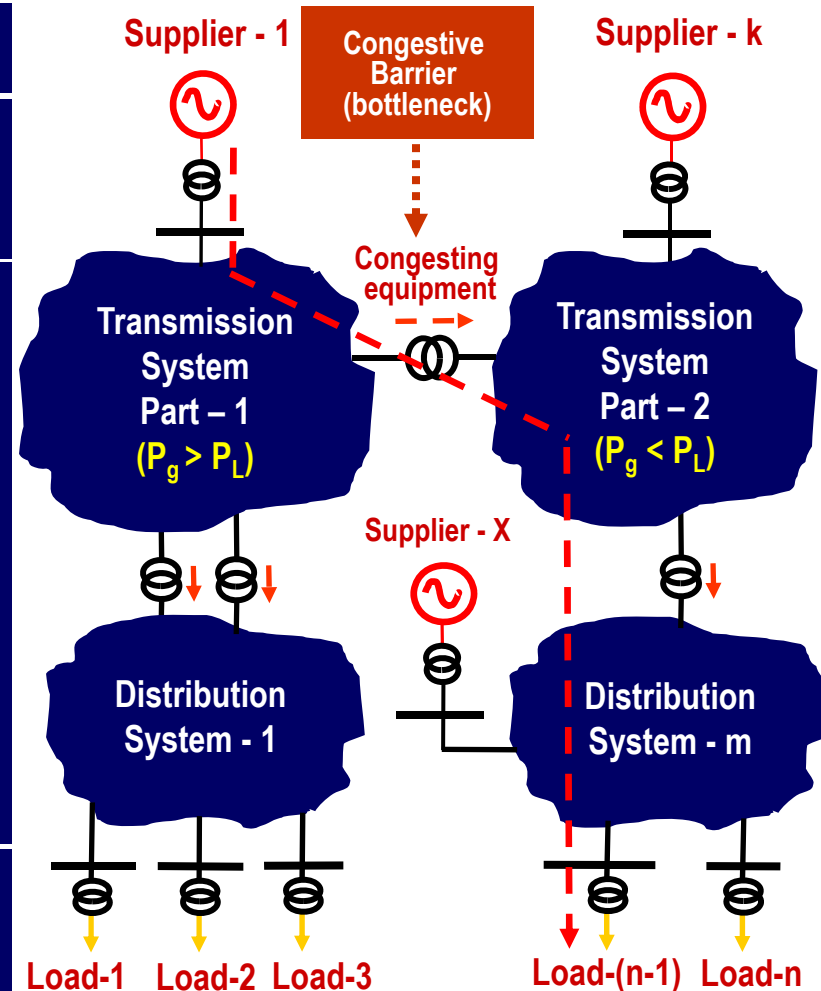 Supplier - 1
Congestive
Barrier
(bottleneck)
Supplier - k
Congesting
equipment
Transmission
System
Part – 1
(Pg > PL)
Transmission
System
Part – 2
(Pg < PL)
Supplier - X
Distribution
System - 1
Distribution
System - m
Load-1
Load-2
Load-3
Load-(n-1)
Load-n